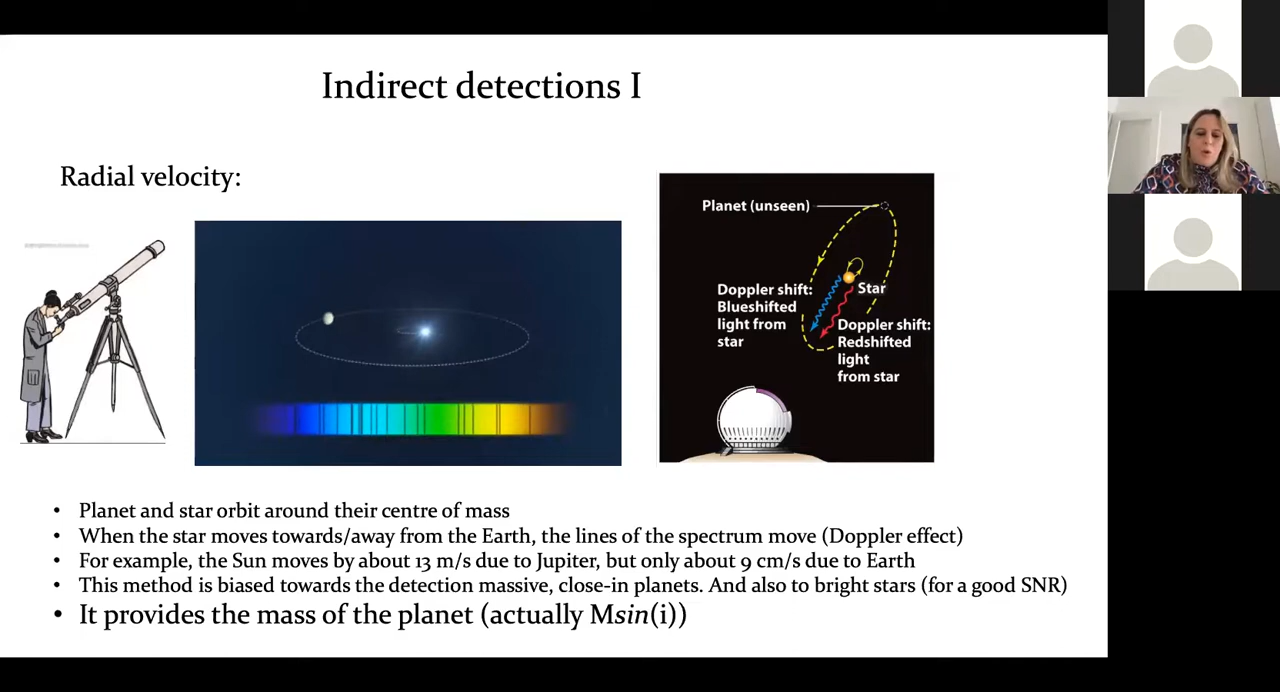 Indirect detections I
Radial velocity:
Planet (unseen)
Star
Doppler shift:
Blueshifted
light from
star
Doppler shift:
Redshifted
light
from star
• Planet and star orbit around their centre of mass
• When the star moves towards/away from the Earth, the lines of the spectrum move (Doppler effect)
• For example, the Sun moves by about 13 m/s due to Jupiter, but only about 9 cm/s due to Earth
• This method is biased towards the detection massive, close-in planets. And also to bright stars (for a good SNR)
• It provides the mass of the planet (actually Msin(i))